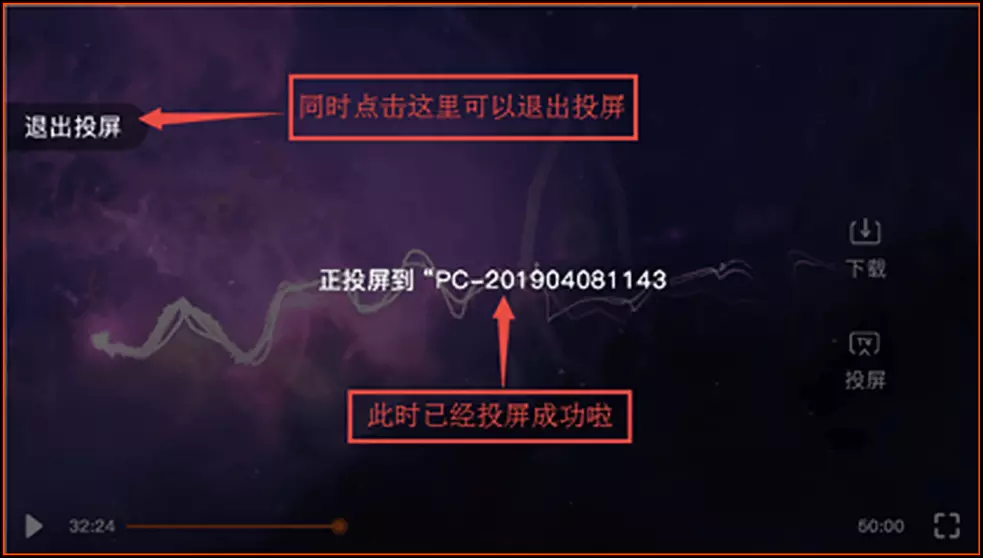 同时点击这里可以退出投屏
退出投屏
正投屏到“PC-201904081143
下载
TV
投屏
此时已经投屏成功啦
32:24
50:00